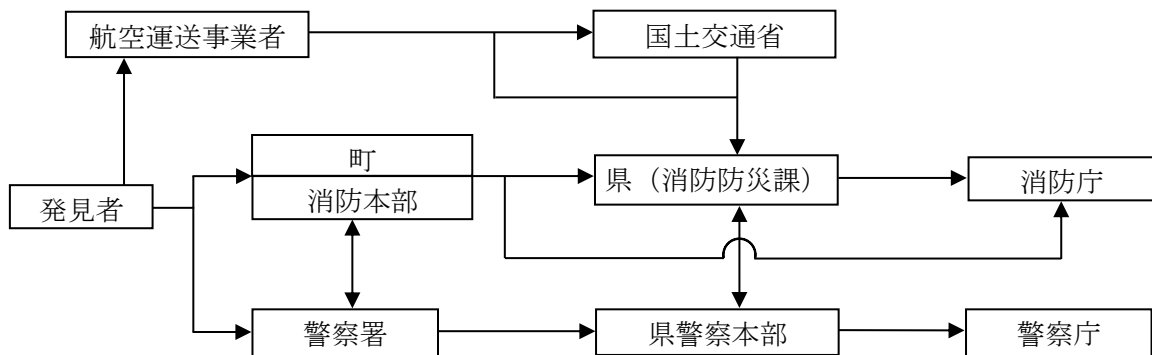 航空運送事業者
国土交通省
町
消防本部
県（消防防災課）
消防庁
発見者
警察署
県警察本部
警察庁